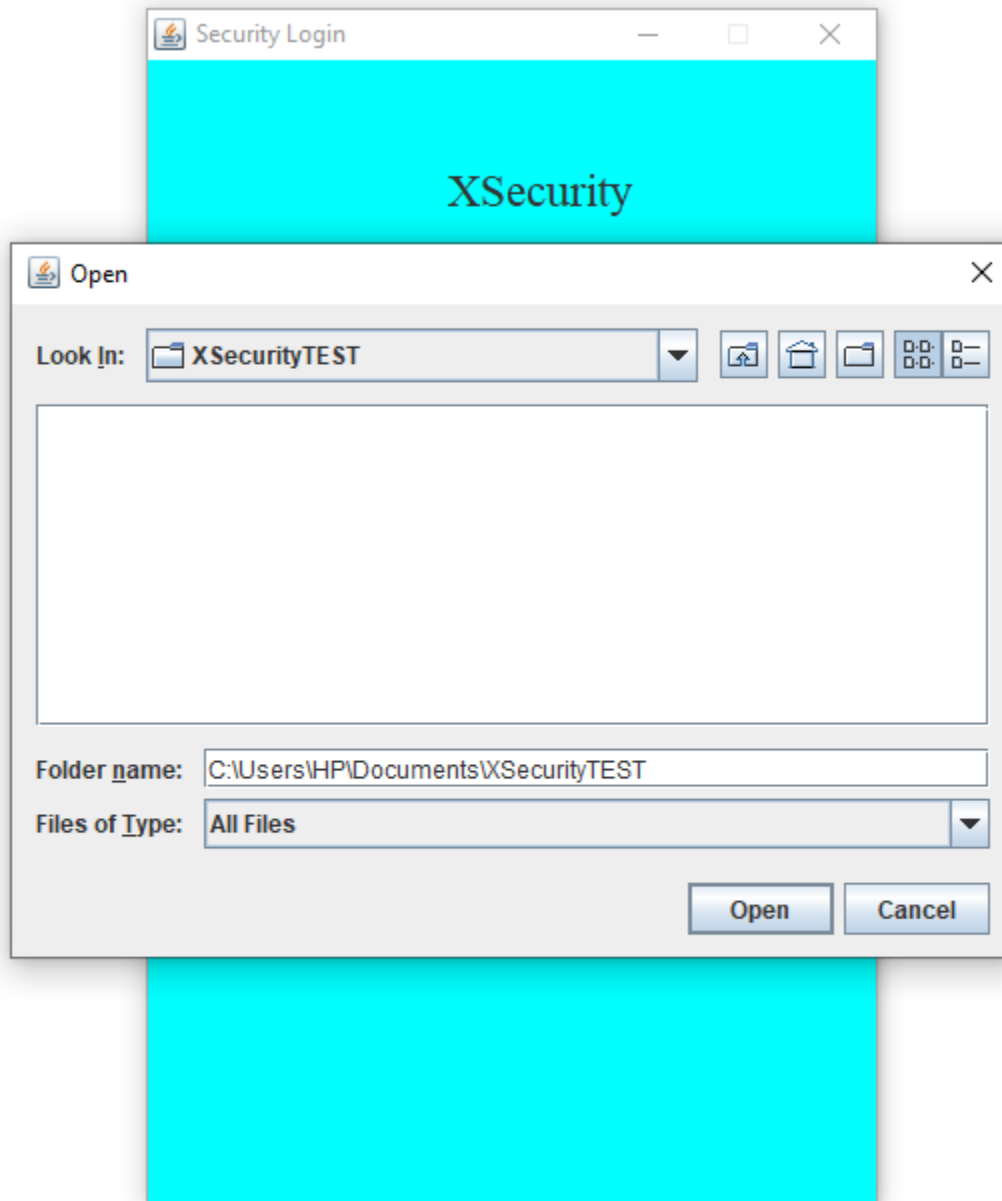 Security Login
XSecurity
Open
Look In: XSecurityTEST
Folder name: C:\Users\HP\Documents\XSecurityTEST
Files of Type: All Files
Open Cancel